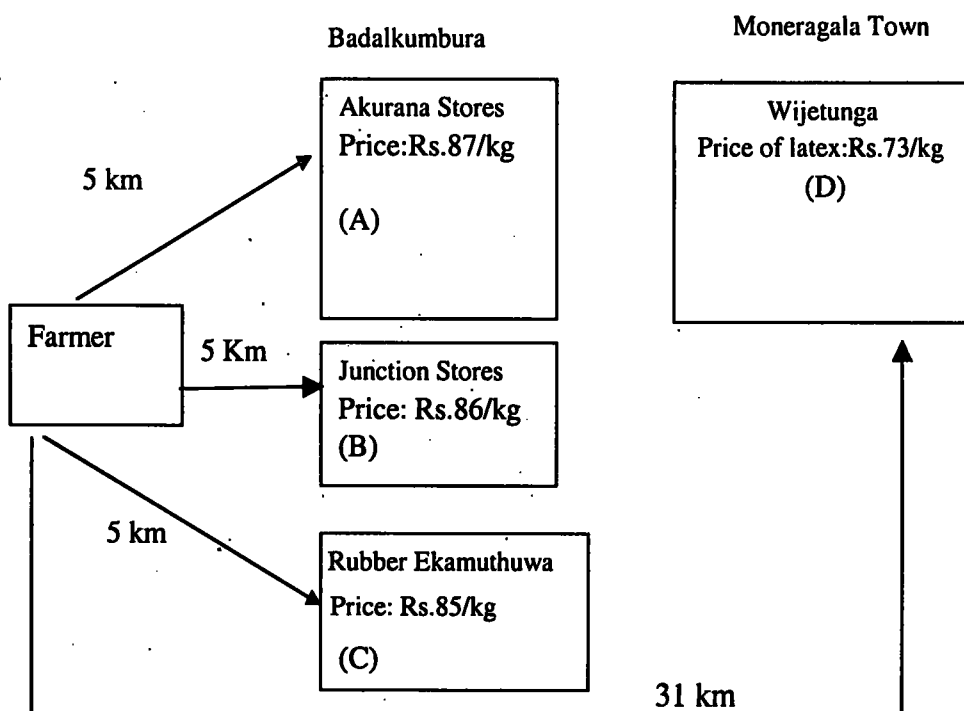 Badalkumbura
Moneragala Town
Akurana Stores
Price:Rs.87/kg
(A)
Wijetunga
Price of latex:Rs.73/kg
(D)
5 km
Farmer
5 Km
Junction Stores
Price: Rs.86/kg
(B)
5 km
Rubber Ekamuthuwa
Price: Rs.85/kg
(C)
31 km